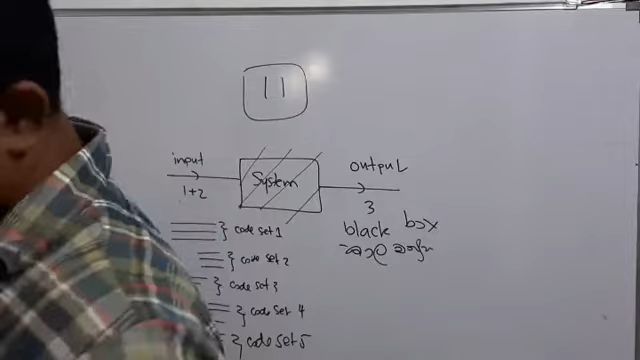 11
input
1+2
System
output
3
black box
code set 1
code set 2
code set 3
code set 4
code set 5